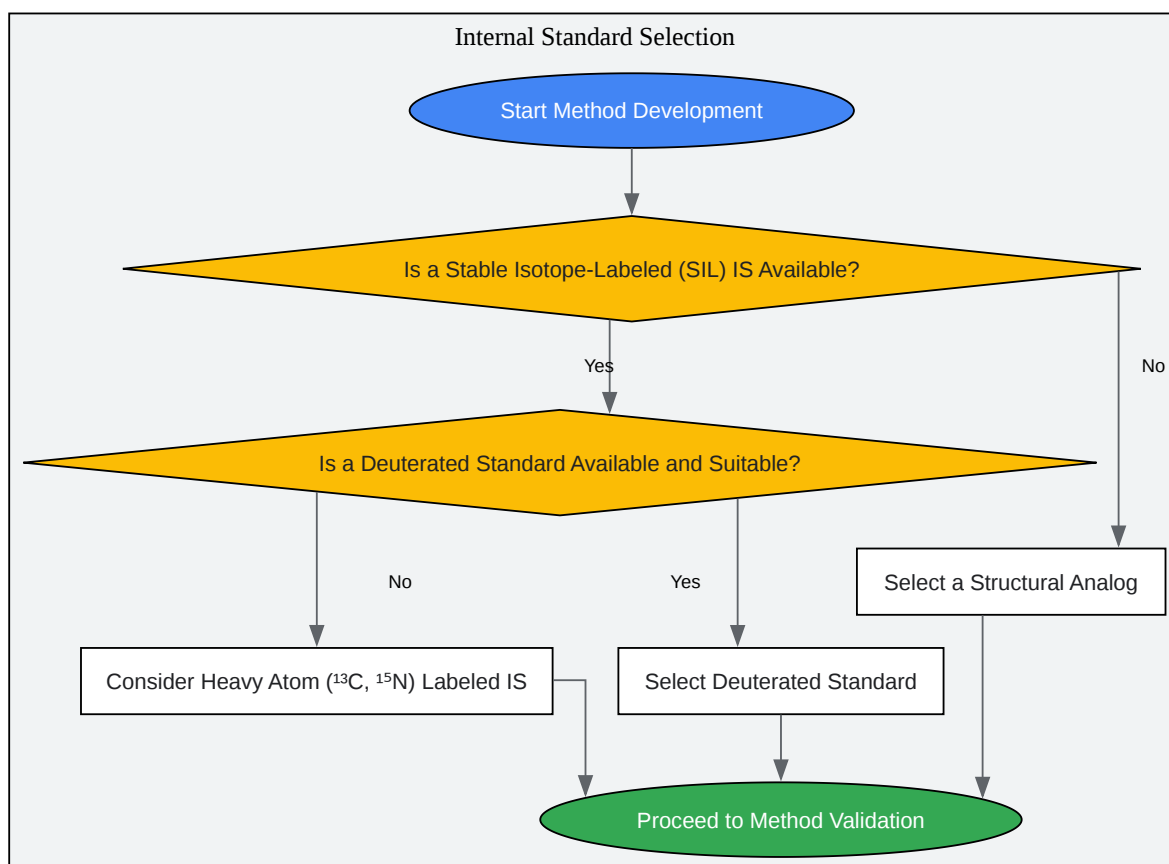 Internal Standard Selection
Start Method Development
Is a Stable Isotope-Labeled (SIL) IS Available?
Yes
No
Is a Deuterated Standard Available and Suitable?
No
Yes
Select a Structural Analog
Consider Heavy Atom (¹³C, ¹⁵N) Labeled IS
Select Deuterated Standard
Proceed to Method Validation